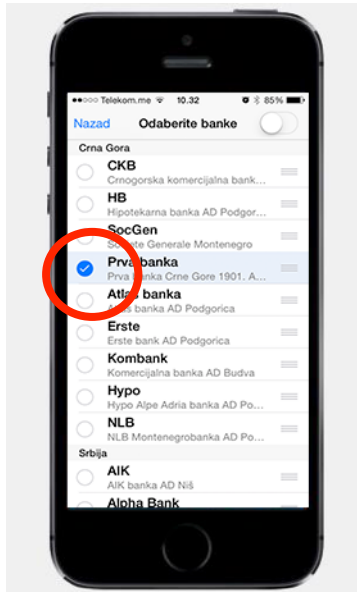 Telekom.me 10.32 85%
Nazad Odaberite banke
Crna Gora
CKB
Crnogorska komercijalna bank...
HB
Hipotekarna banka AD Podgor...
SocGen
Societe Generale Montenegro
Prva banka
Prva banka Crne Gore 1901. A...
Atlas banka
Atlas banka AD Podgorica
Erste
Erste bank AD Podgorica
Kombank
Komercijalna banka AD Budva
Hypo
Hypo Alpe Adria banka AD Po...
NLB
NLB Montenegrobanka AD Po...
Srbija
AIK
AIK banka AD Niš
Alpha Bank